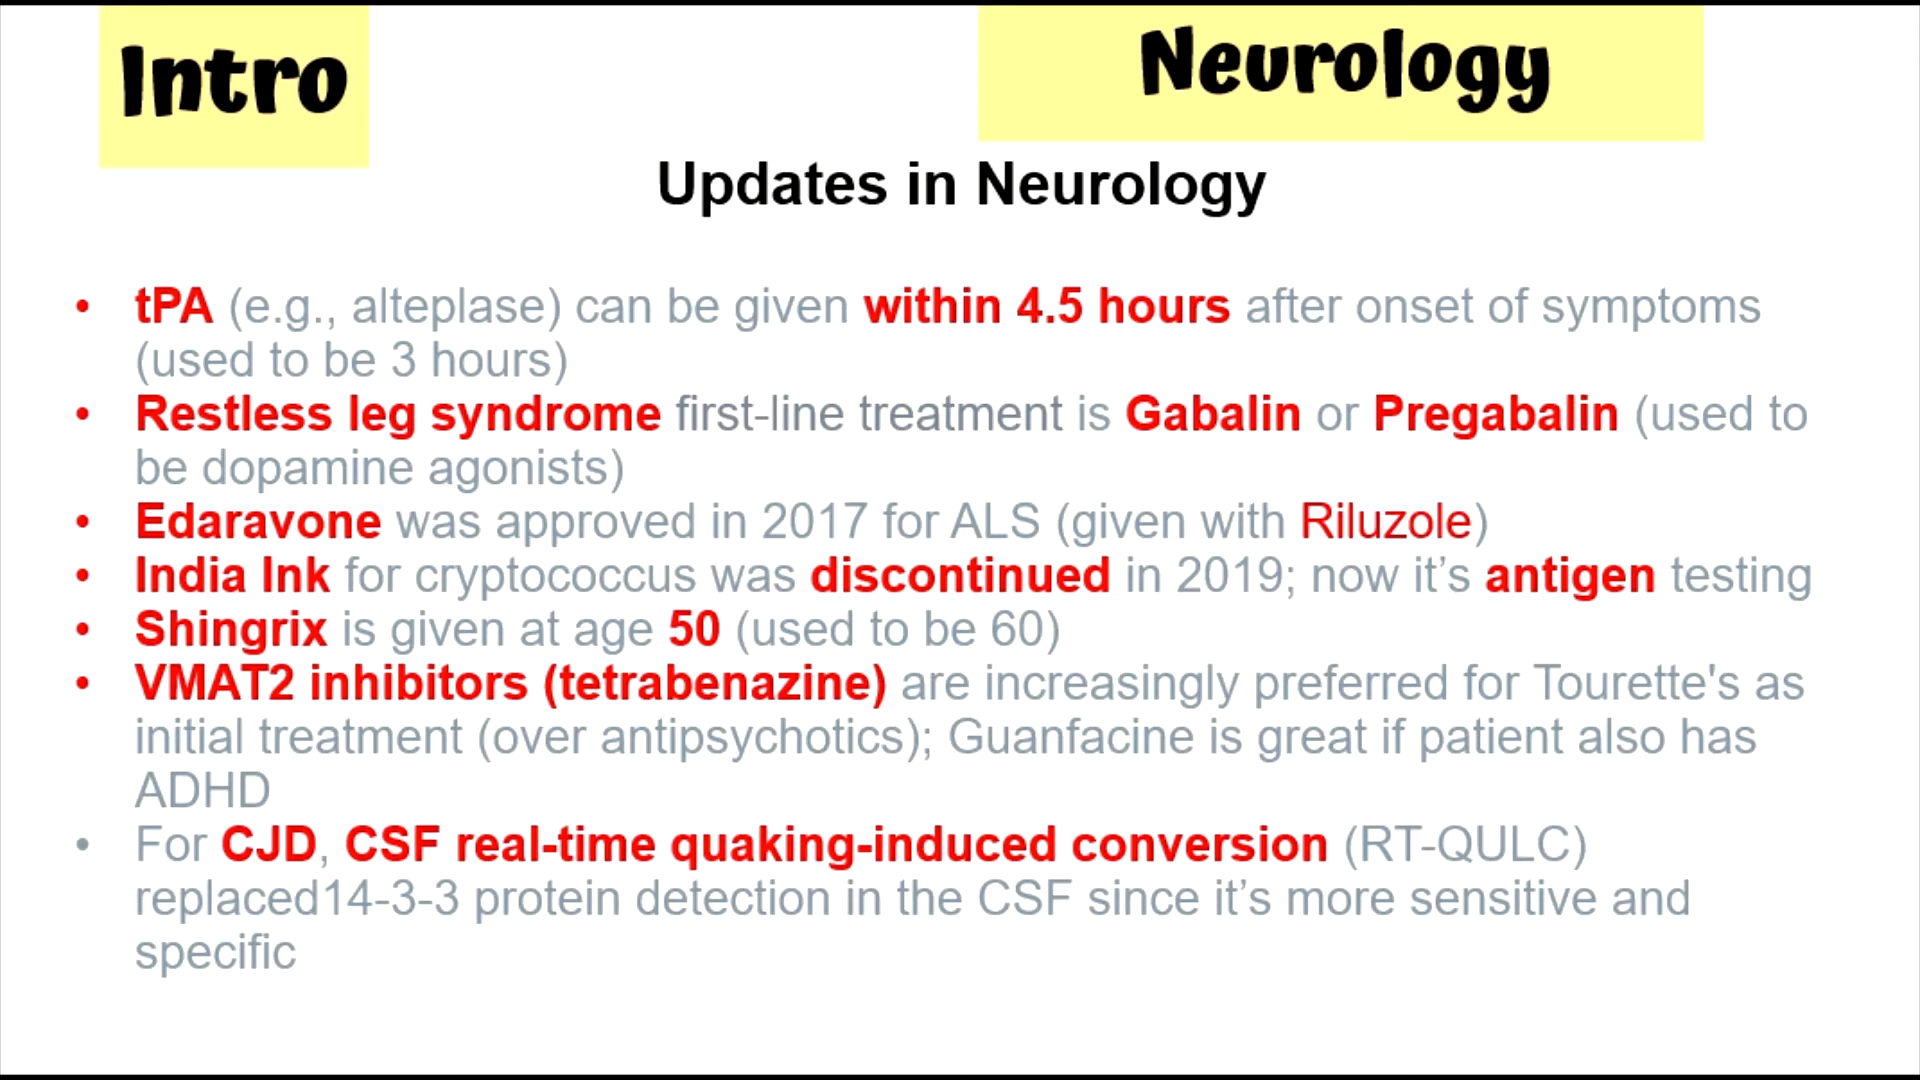 Intro
Neurology
Updates in Neurology
• tPA (e.g., alteplase) can be given within 4.5 hours after onset of symptoms
(used to be 3 hours)
• Restless leg syndrome first-line treatment is Gabalin or Pregabalin (used to
be dopamine agonists)
• Edaravone was approved in 2017 for ALS (given with Riluzole)
• India Ink for cryptococcus was discontinued in 2019; now it’s antigen testing
• Shingrix is given at age 50 (used to be 60)
• VMAT2 inhibitors (tetrabenazine) are increasingly preferred for Tourette's as
initial treatment (over antipsychotics); Guanfacine is great if patient also has
ADHD
• For CJD, CSF real-time quaking-induced conversion (RT-QULC)
replaced14-3-3 protein detection in the CSF since it’s more sensitive and
specific